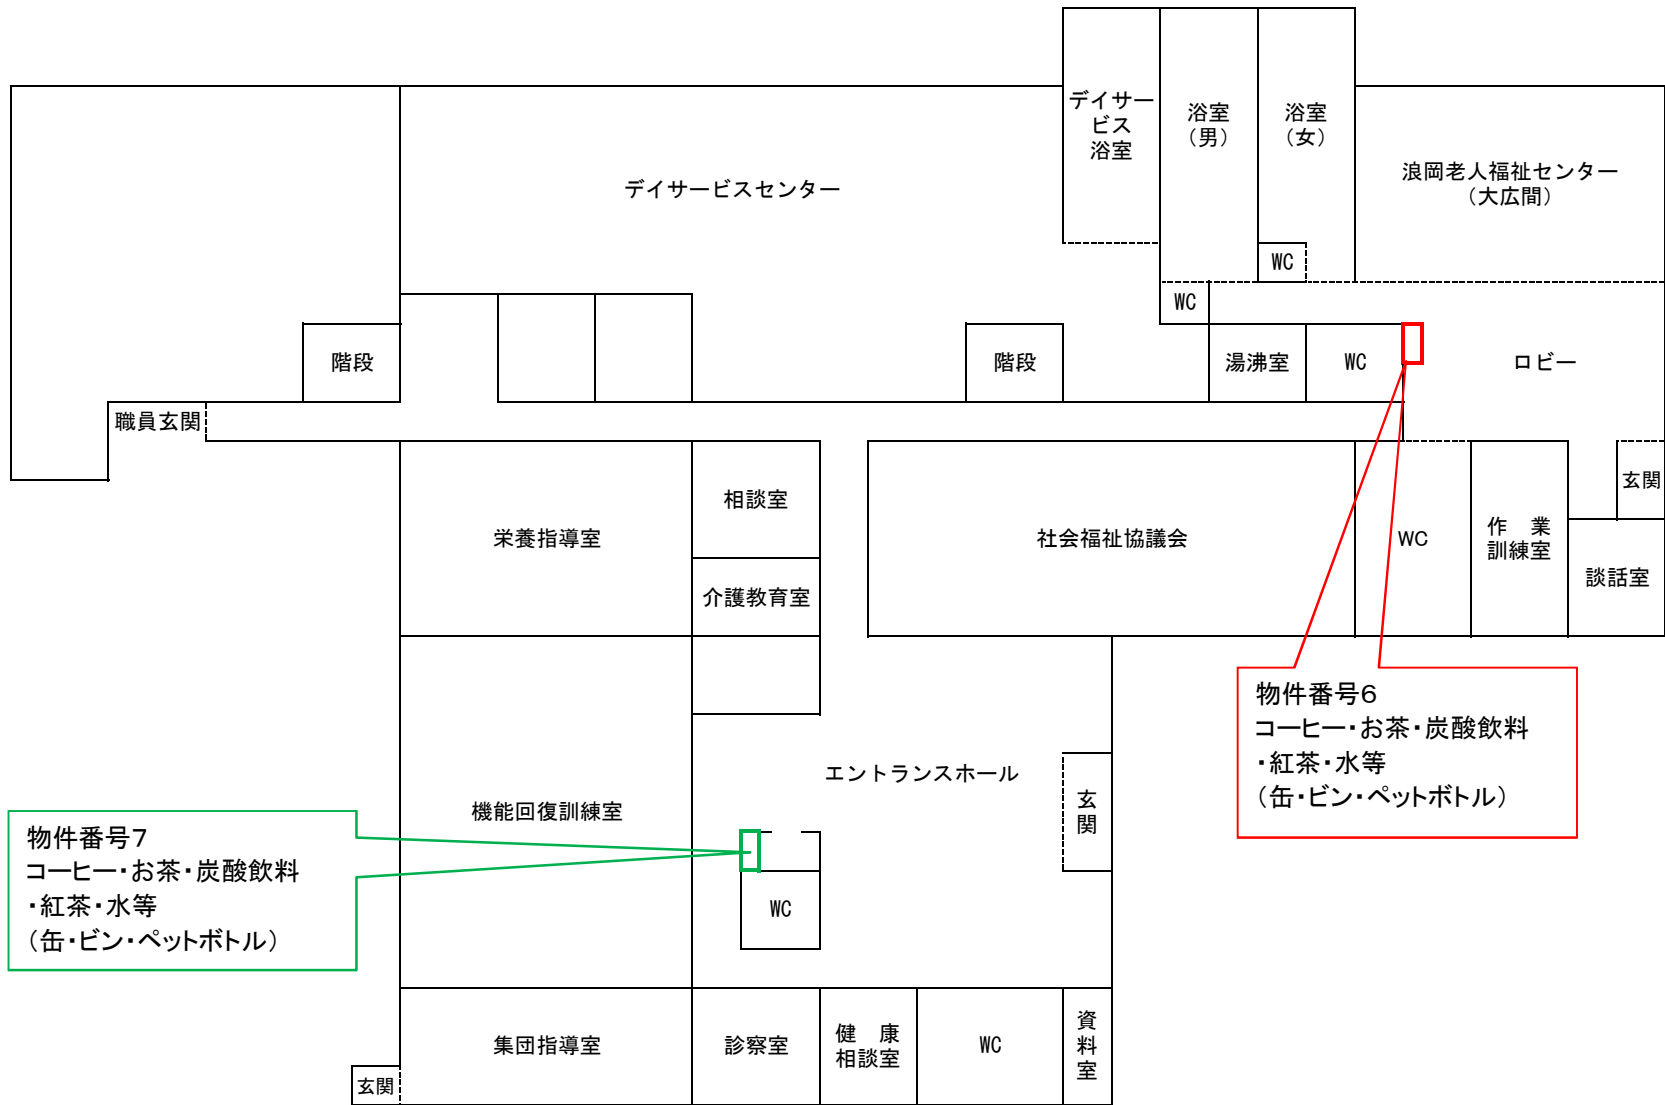 デイサー
ビス
浴室
浴室
（男）
浴室
（女）
浪岡老人福祉センター
（大広間）
デイサービスセンター
WC
WC
階段
階段
湯沸室
WC
ロビー
職員玄関
相談室
栄養指導室
社会福祉協議会
WC
作　業
訓練室
玄関
談話室
介護教育室
物件番号６
コーヒー・お茶・炭酸飲料
・紅茶・水等
（缶・ビン・ペットボトル）
エントランスホール
玄
関
機能回復訓練室
物件番号７
コーヒー・お茶・炭酸飲料
・紅茶・水等
（缶・ビン・ペットボトル）
WC
集団指導室
診察室
健　康
相談室
WC
資
料
室
玄関